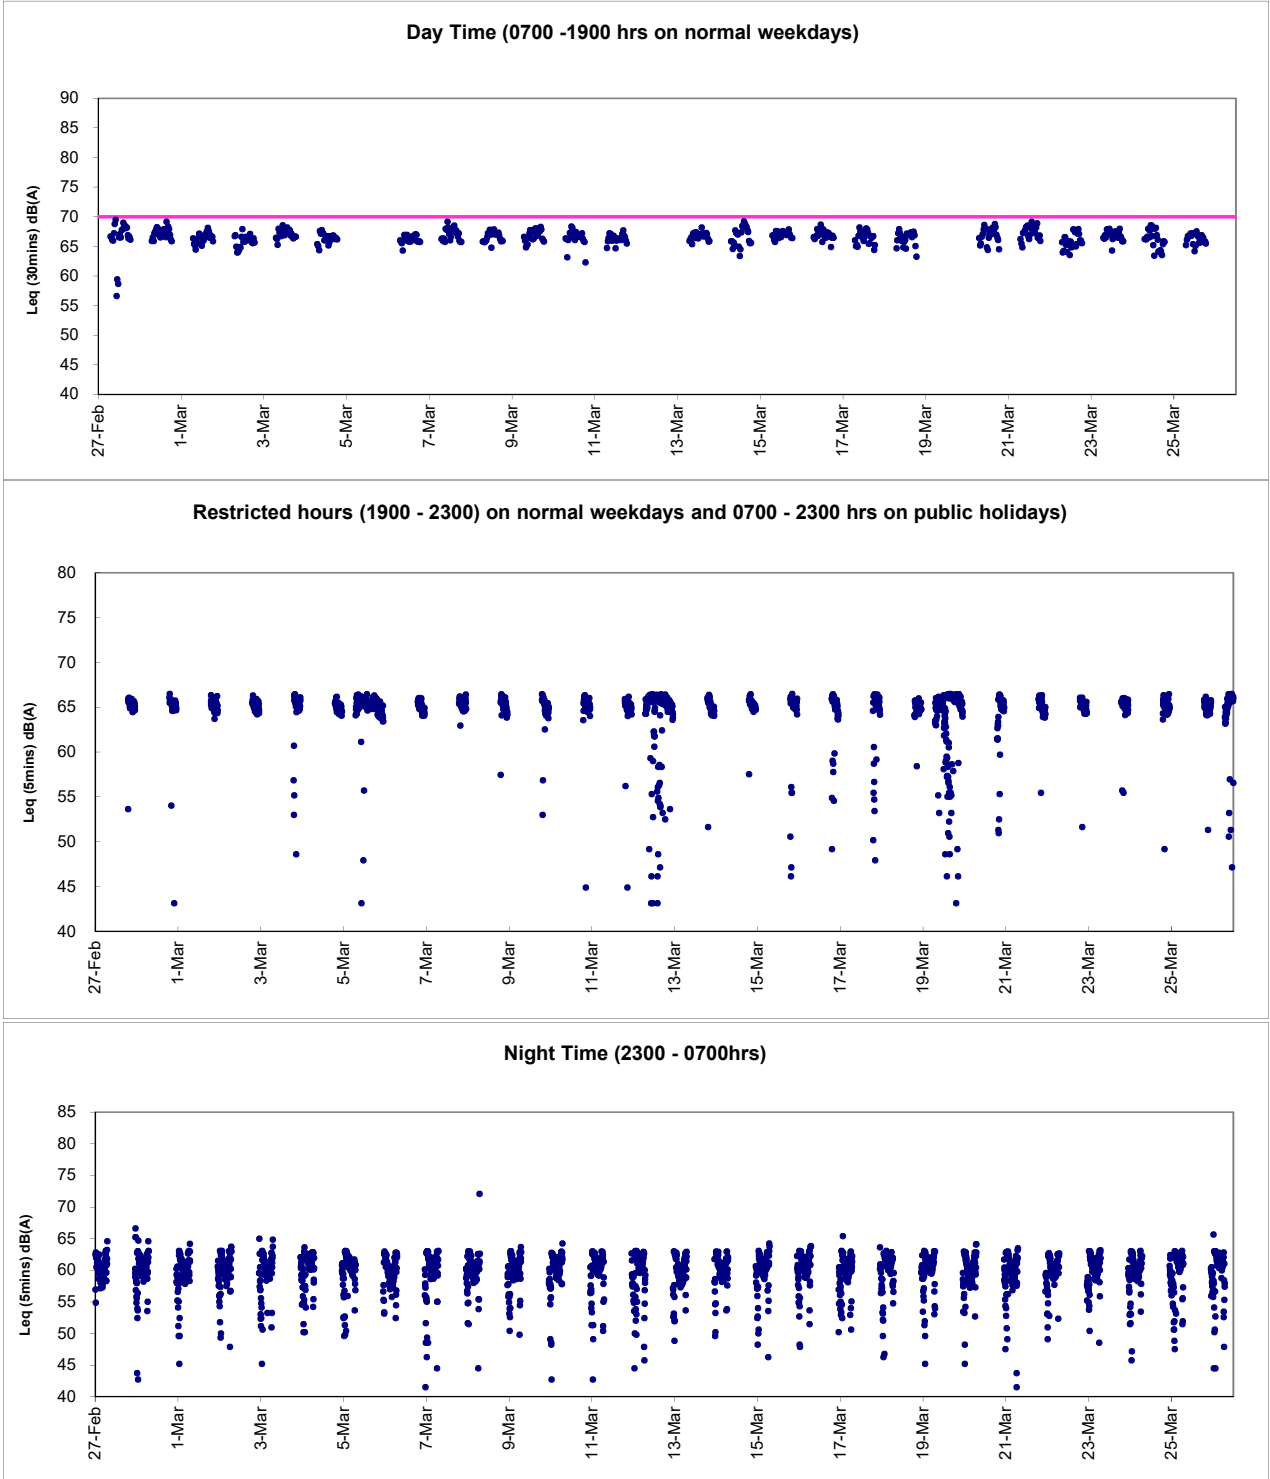 Day Time (0700 -1900 hrs on normal weekdays)
90
85
80
75
70
65
60
55
50
45
40
Leq (30mins) dB(A)
27-Feb
1-Mar
3-Mar
5-Mar
7-Mar
9-Mar
11-Mar
13-Mar
15-Mar
17-Mar
19-Mar
21-Mar
23-Mar
25-Mar
Restricted hours (1900 - 2300) on normal weekdays and 0700 - 2300 hrs on public holidays)
80
75
70
65
60
55
50
45
40
Leq (5mins) dB(A)
27-Feb
1-Mar
3-Mar
5-Mar
7-Mar
9-Mar
11-Mar
13-Mar
15-Mar
17-Mar
19-Mar
21-Mar
23-Mar
25-Mar
Night Time (2300 - 0700hrs)
85
80
75
70
65
60
55
50
45
40
Leq (5mins) dB(A)
27-Feb
1-Mar
3-Mar
5-Mar
7-Mar
9-Mar
11-Mar
13-Mar
15-Mar
17-Mar
19-Mar
21-Mar
23-Mar
25-Mar